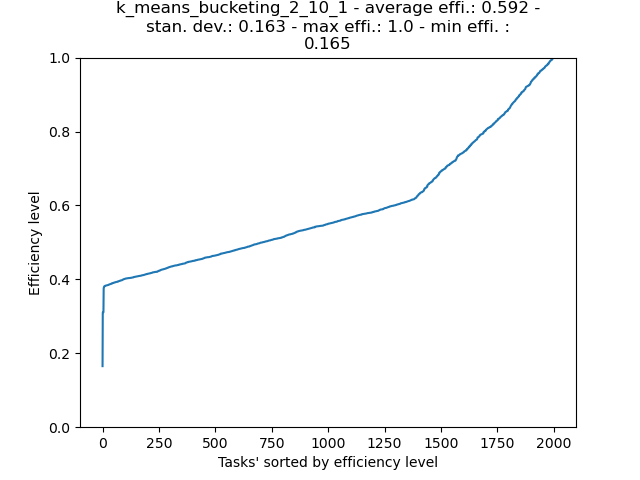 k_means_bucketing_2_10_1 - average effi.: 0.592 -
stan. dev.: 0.163 - max effi.: 1.0 - min effi. :
0.165
1.0
0.8
0.6
0.4
0.2
0.0
Efficiency level
0 250 500 750 1000 1250 1500 1750 2000
Tasks' sorted by efficiency level